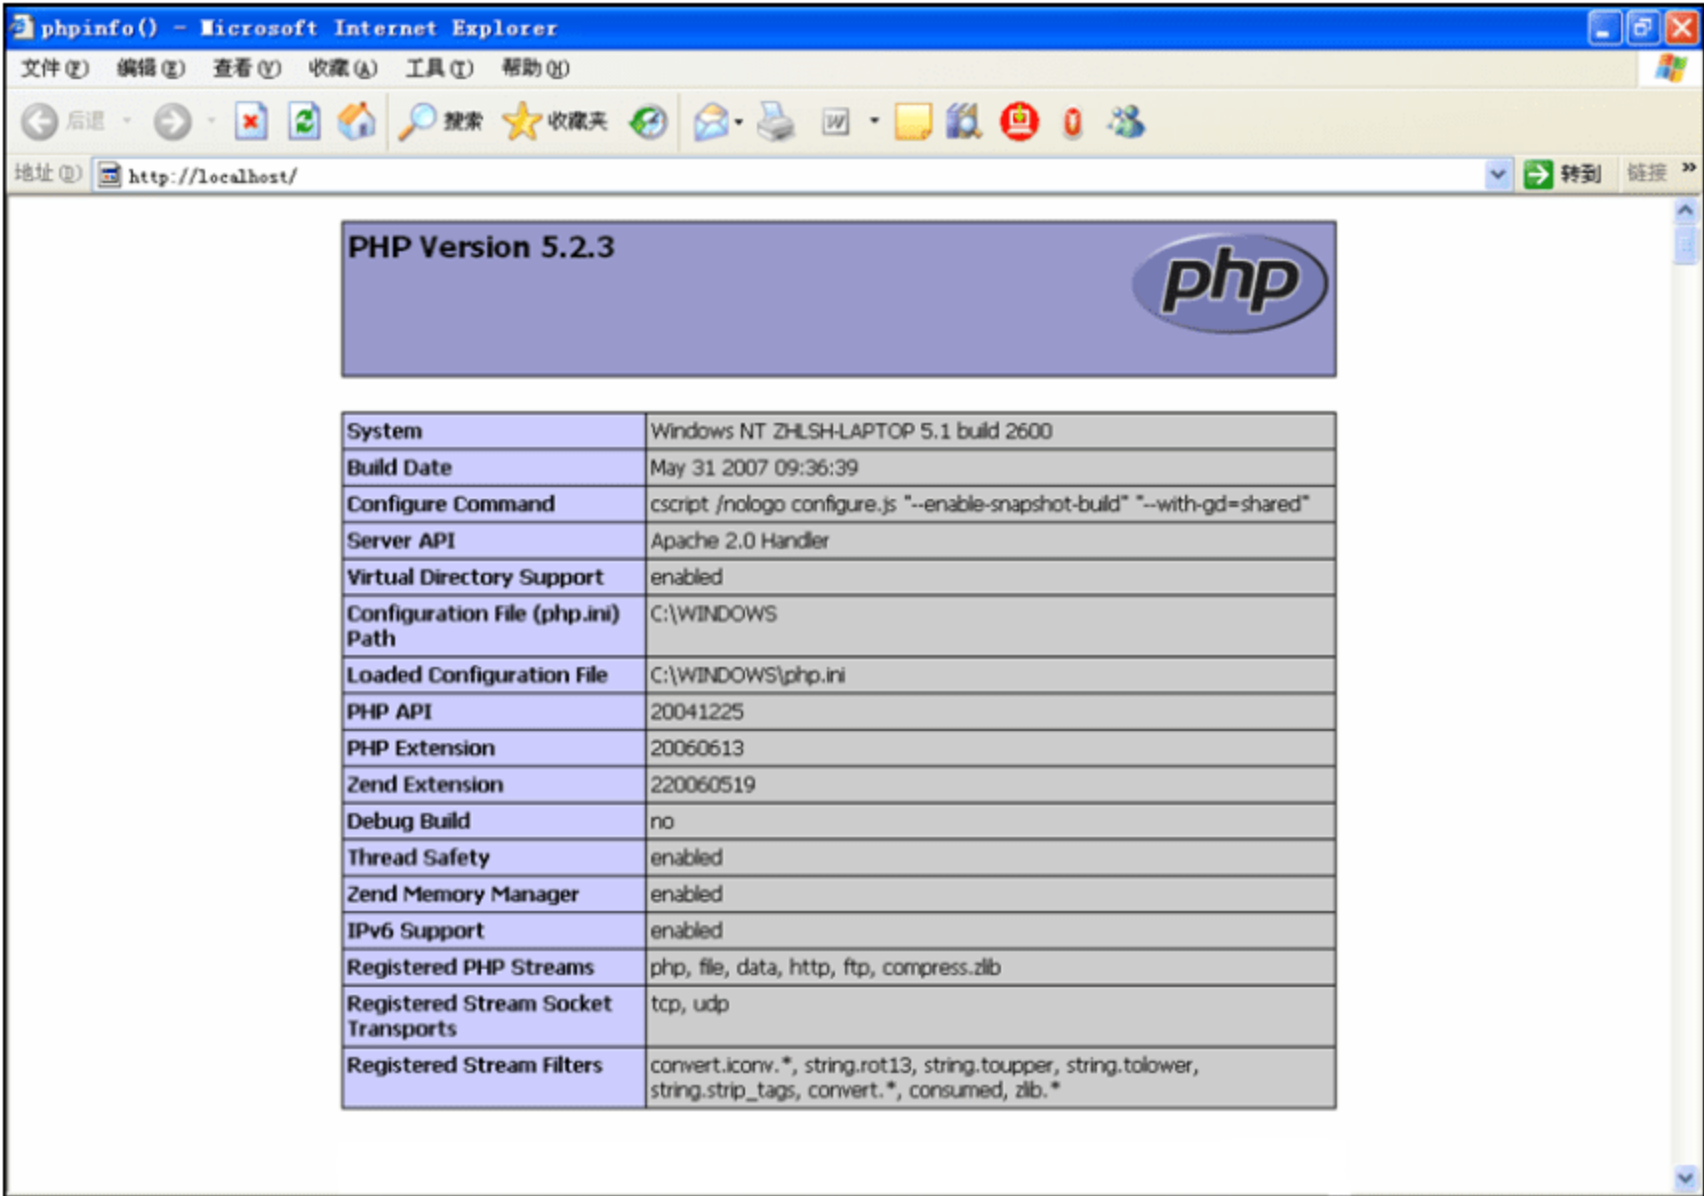 phpinfo() - Microsoft Internet Explorer
文件(F) 编辑(E) 查看(V) 收藏(A) 工具(T) 帮助(H)
后退 搜索 收藏夹
地址(D) http://localhost/ 转到 链接 »
PHP Version 5.2.3
php
System Windows NT ZHLSH-LAPTOP 5.1 build 2600
Build Date May 31 2007 09:36:39
Configure Command cscript /nologo configure.js "--enable-snapshot-build" "--with-gd=shared"
Server API Apache 2.0 Handler
Virtual Directory Support enabled
Configuration File (php.ini) C:\WINDOWS
Path
Loaded Configuration File C:\WINDOWS\php.ini
PHP API 20041225
PHP Extension 20060613
Zend Extension 220060519
Debug Build no
Thread Safety enabled
Zend Memory Manager enabled
IPv6 Support enabled
Registered PHP Streams php, file, data, http, ftp, compress.zlib
Registered Stream Socket tcp, udp
Transports
Registered Stream Filters convert.iconv.*, string.rot13, string.toupper, string.tolower,
string.strip_tags, convert.*, consumed, zlib.*